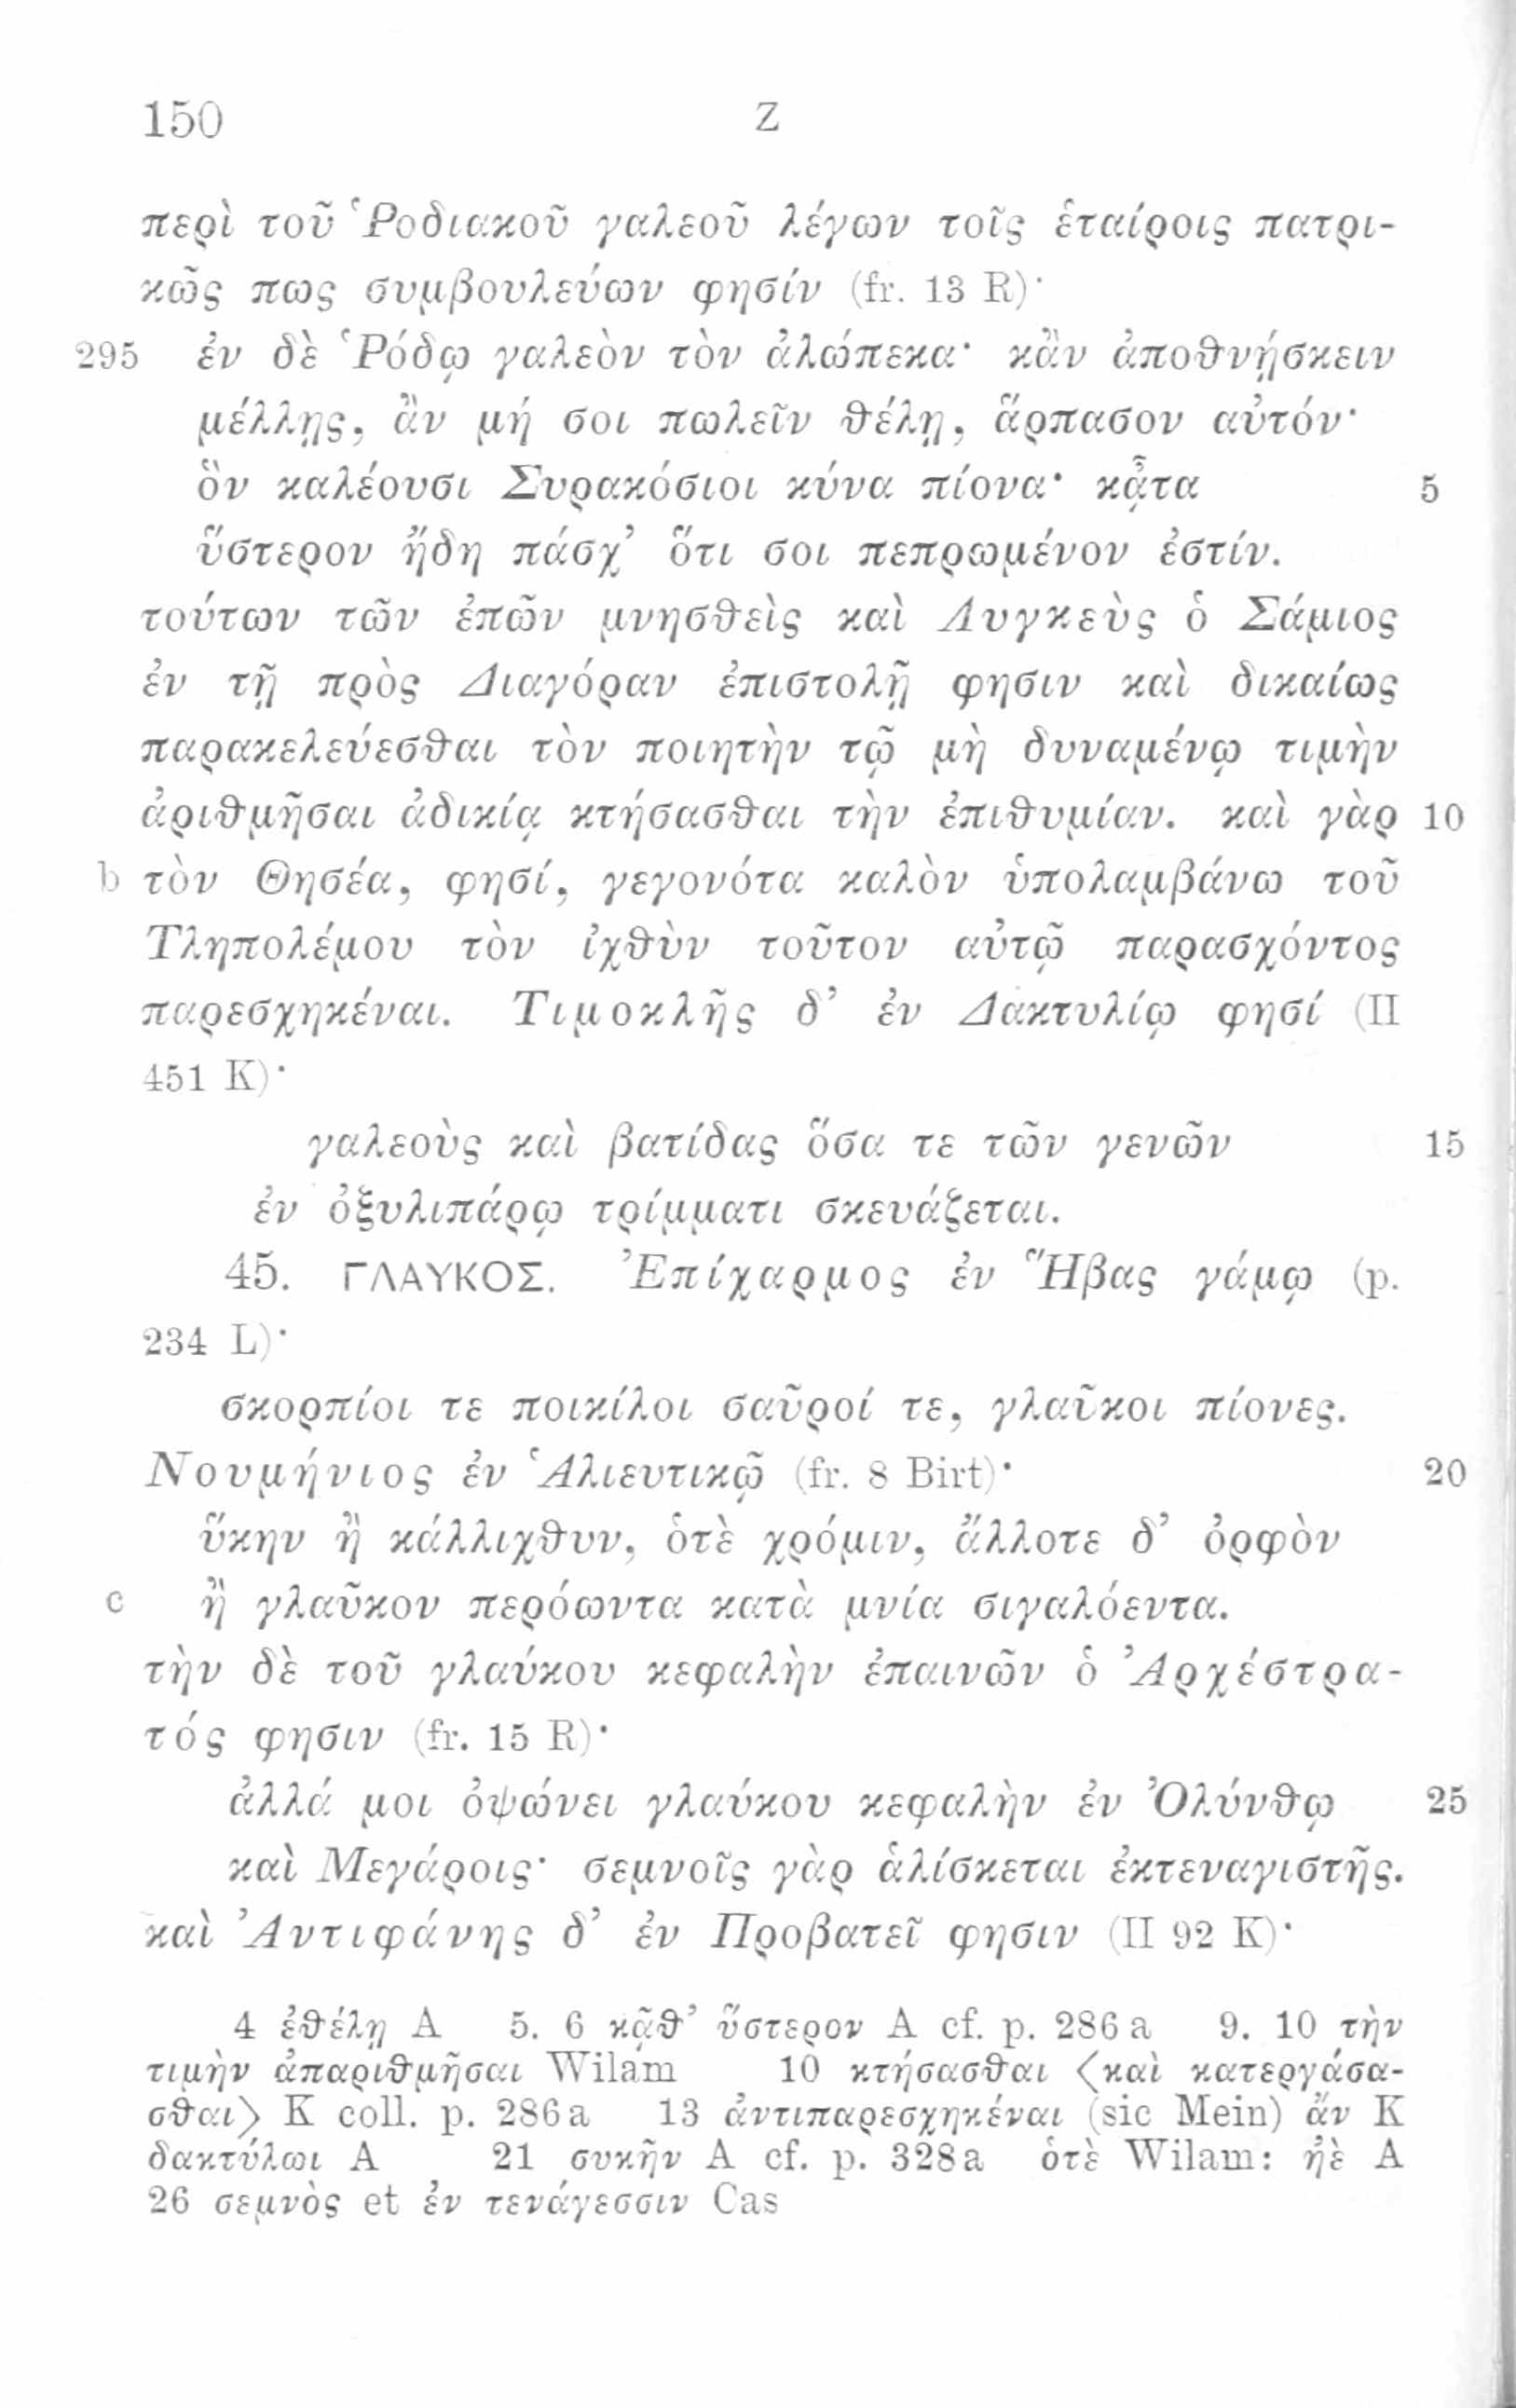 150 Z
περὶ τοῦ Ῥοδιακοῦ γαλεοῦ λέγων τοῖς ἑταίροις πατρι-
κῶς πως συμβουλεύων φησίν (fr. 13 R)·
295 ἐν δὲ Ῥόδῳ γαλεὸν τὸν ἀλώπεκα· κἂν ἀποθνῄσκειν
μέλλῃς, ἂν μή σοι πωλεῖν θέλῃ, ἅρπασον αὐτόν·
ὃν καλέουσι Συρακόσιοι κύνα πίονα· κᾆτα 5
ὕστερον ἤδη πάσχ’ ὅτι σοι πεπρωμένον ἐστίν.
τούτων τῶν ἐπῶν μνησθεὶς καὶ Λυγκεὺς ὁ Σάμιος
ἐν τῇ πρὸς Διαγόραν ἐπιστολῇ φησιν καὶ δικαίως
παρακελεύεσθαι τὸν ποιητὴν τῷ μὴ δυναμένῳ τιμὴν
ἀριθμῆσαι ἀδικίᾳ κτήσασθαι τὴν ἐπιθυμίαν. καὶ γὰρ 10
b τὸν Θησέα, φησί, γεγονότα καλὸν ὑπολαμβάνω τοῦ
Τληπολέμου τὸν ἰχθὺν τοῦτον αὐτῷ παρασχόντος
παρεσχηκέναι. Τιμοκλῆς δ’ ἐν Δακτυλίῳ φησί (II
451 K)·
γαλεοὺς καὶ βατίδας ὅσα τε τῶν γενῶν 15
ἐν ὀξυλιπάρῳ τρίμματι σκευάζεται.
45. ΓΛΑΥΚΟΣ. Ἐπίχαρμος ἐν Ἥβας γάμῳ (p.
234 L)·
σκορπίοι τε ποικίλοι σαῦροί τε, γλαῦκοι πίονες.
Νουμήνιος ἐν Ἁλιευτικῷ (fr. 8 Birt)· 20
ὕκην ἢ κάλλιχθυν, ὁτὲ χρόμιν, ἄλλοτε δ’ ὀρφὸν
c ἢ γλαῦκον περόωντα κατὰ μνία σιγαλόεντα.
τὴν δὲ τοῦ γλαύκου κεφαλὴν ἐπαινῶν ὁ Ἀρχέστρα-
τός φησιν (fr. 15 R)·
ἀλλά μοι ὀψώνει γλαύκου κεφαλὴν ἐν Ὀλύνθῳ 25
καὶ Μεγάροις· σεμνοῖς γὰρ ἁλίσκεται ἐκτεναγιστῆς.
καὶ Ἀντιφάνης δ’ ἐν Προβατεῖ φησιν (II 92 K)·
4 ἐθέλῃ A 5. 6 κᾆθ’ ὕστερον A cf. p. 286 a 9. 10 τὴν
τιμὴν ἀπαριθμῆσαι Wilam 10 κτήσασθαι ⟨καὶ κατεργάσα-
σθαι⟩ K coll. p. 286 a 13 ἀντιπαρεσχηκέναι (sic Mein) ἄν K
δακτύλωι A 21 συκῆν A cf. p. 328 a ὁτὲ Wilam: ἠὲ A
26 σεμνὸς et ἐν τενάγεσσιν Cas